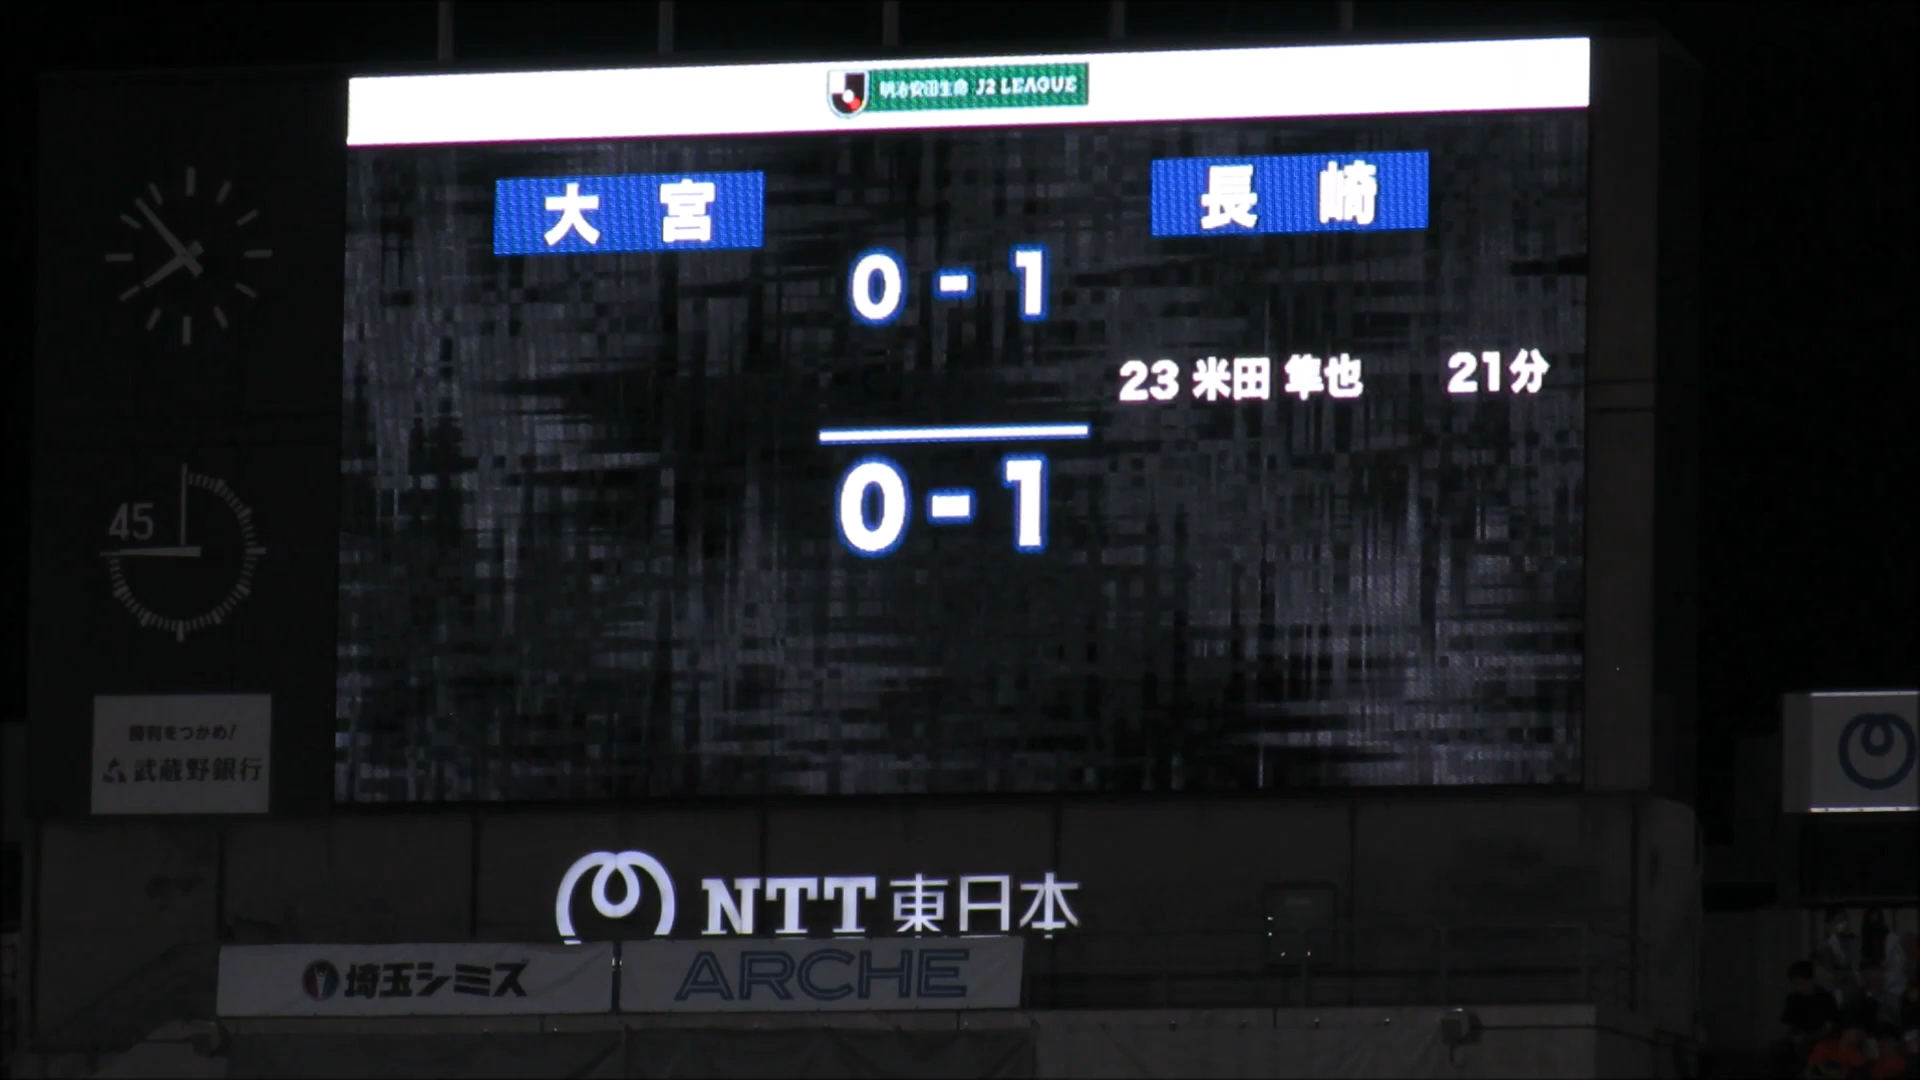 明治安田生命 J2 LEAGUE
大宮 長崎
0 - 1
23 米田 隼也 21分
0 - 1
45
勝利をつかめ!
武蔵野銀行
NTT東日本
埼玉シミズ
ARCHE